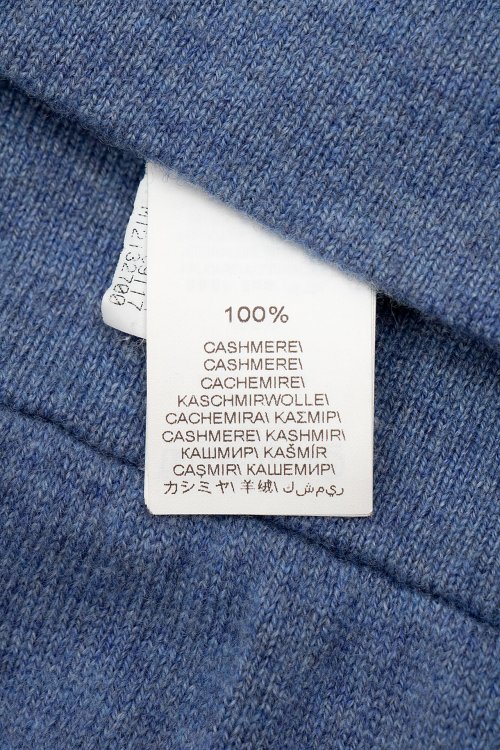 100%
CASHMERE\
CASHMERE\
CACHEMIRE\
KASCHMIRWOLLE\
CACHEMIRA\ ΚΑΣΜΙΡ\
CASHMERE\ KASHMIR\
КАШМИР\ KAŠMÍR
CAŞMIR\ КАШЕМИР\
カシミヤ\ 羊绒\ كشمير